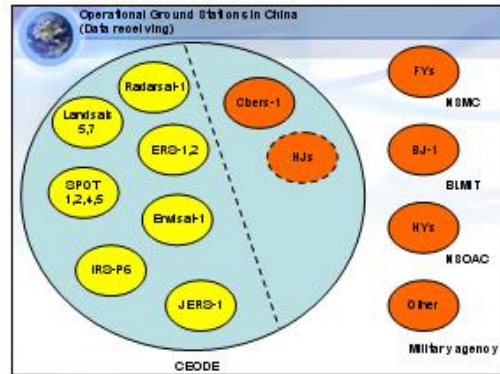 Operational Ground Stations in China
(Data receiving)
Radarsat-1
Landsats
5,7
ERS-1,2
SPOT
1,2,4,5
Envisat-1
IRS-P6
JERS-1
Cbers-1
HJs
CEODE
FYs
NSMC
BJ-1
BLMIT
HYs
NSOAC
Other
Military agency